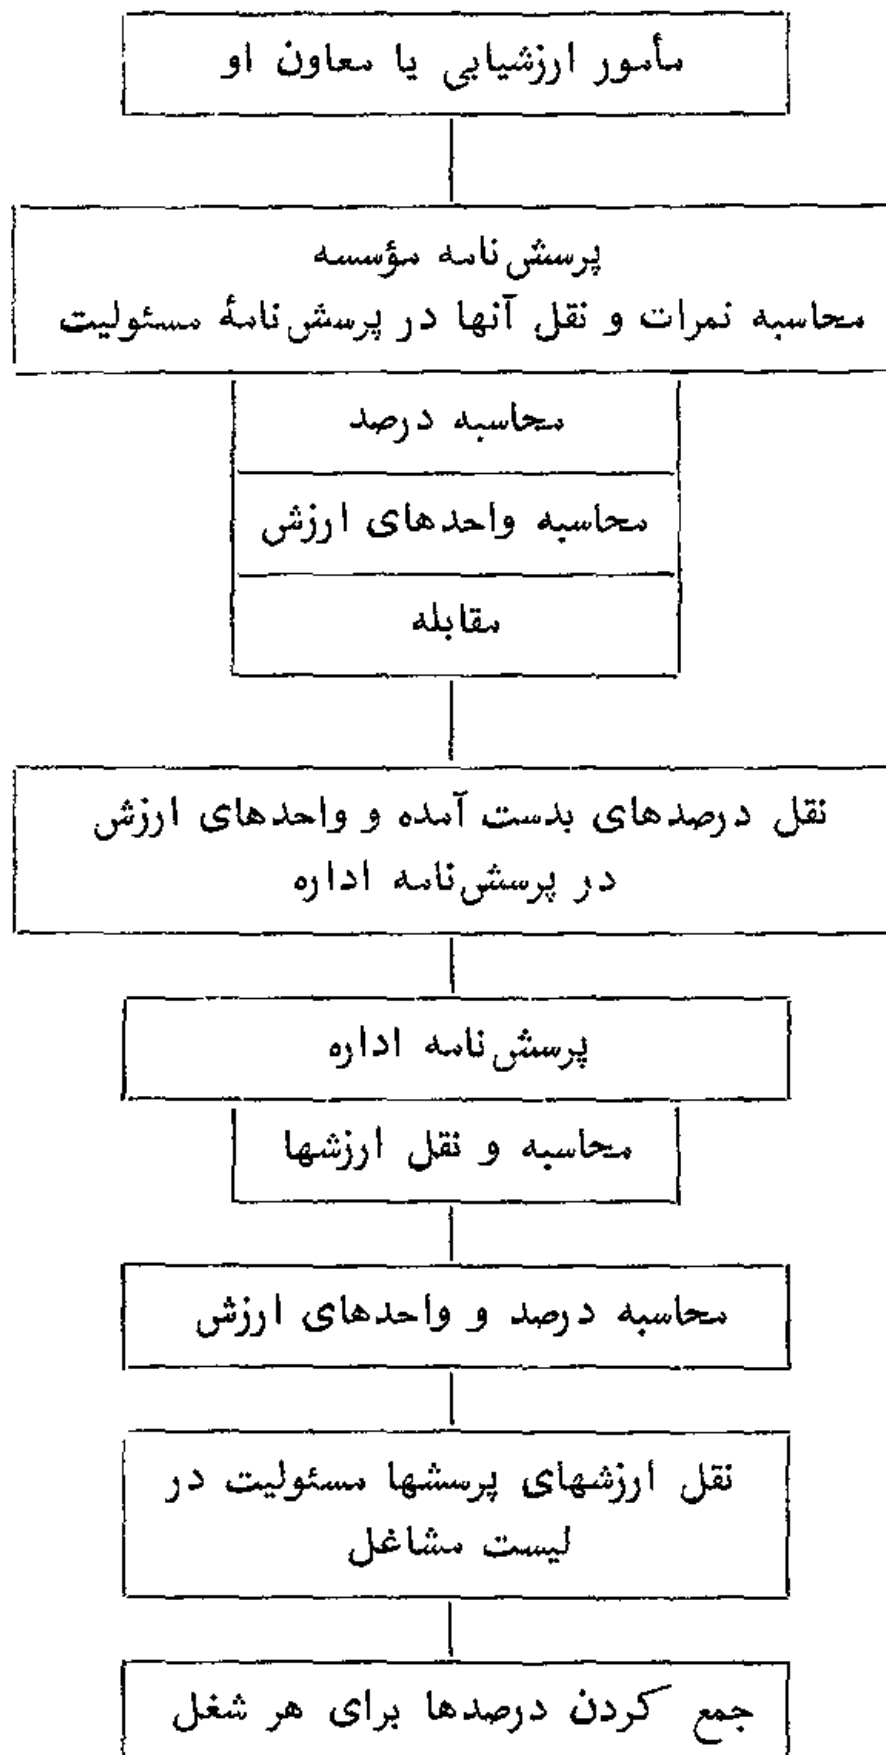 مأمور ارزشیابی یا معاون او
پرسش‌نامه مؤسسه
محاسبه نمرات و نقل آنها در پرسش‌نامهٔ مسئولیت
محاسبه درصد
محاسبه واحدهای ارزش
مقابله
نقل درصدهای بدست آمده و واحدهای ارزش
در پرسش‌نامه اداره
پرسش‌نامه اداره
محاسبه و نقل ارزشها
محاسبه درصد و واحدهای ارزش
نقل ارزشهای پرسشها مسئولیت در
لیست مشاغل
جمع کردن درصدها برای هر شغل